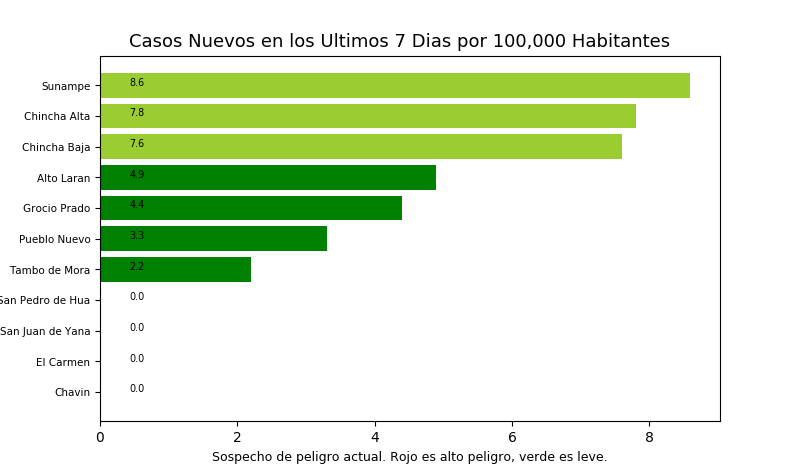 Casos Nuevos en los Ultimos 7 Dias por 100,000 Habitantes
Sunampe 8.6
Chincha Alta 7.8
Chincha Baja 7.6
Alto Laran 4.9
Grocio Prado 4.4
Pueblo Nuevo 3.3
Tambo de Mora 2.2
San Pedro de Hua 0.0
San Juan de Yana 0.0
El Carmen 0.0
Chavin 0.0
0 2 4 6 8
Sospecho de peligro actual. Rojo es alto peligro, verde es leve.